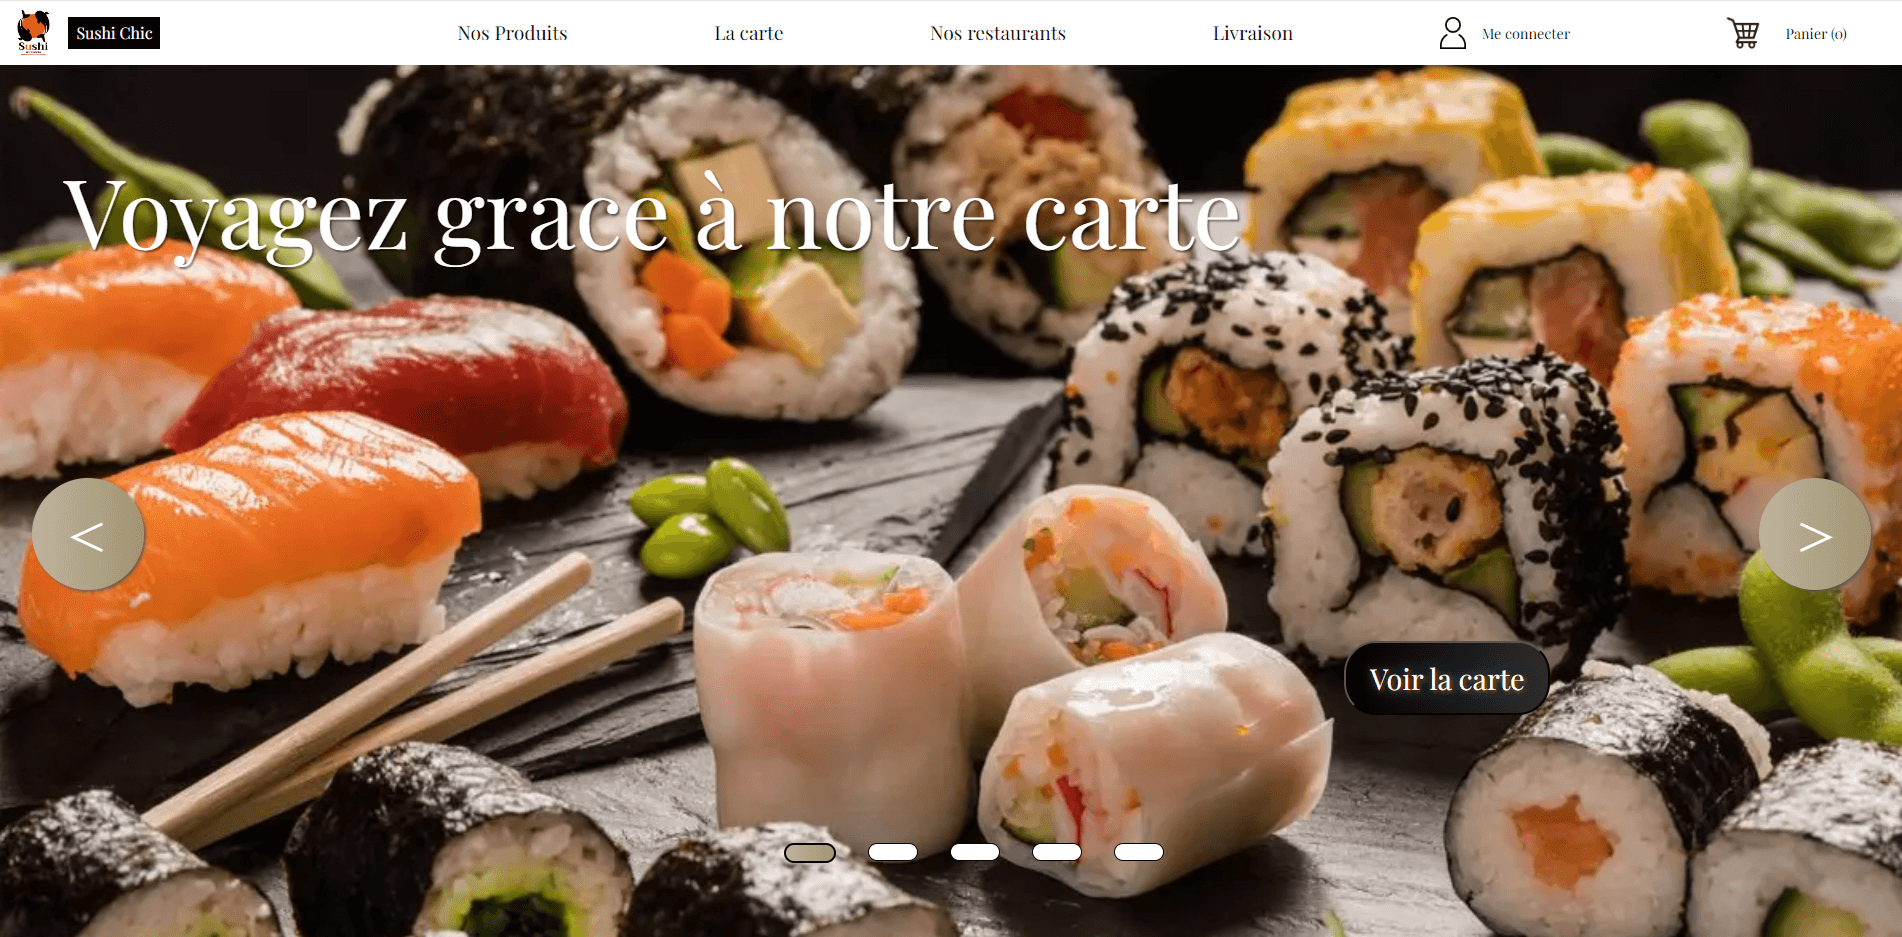 Sushi
Sushi Chic
Nos Produits
La carte
Nos restaurants
Livraison
Me connecter
Panier (0)
Voyagez grace à notre carte
<
>
Voir la carte